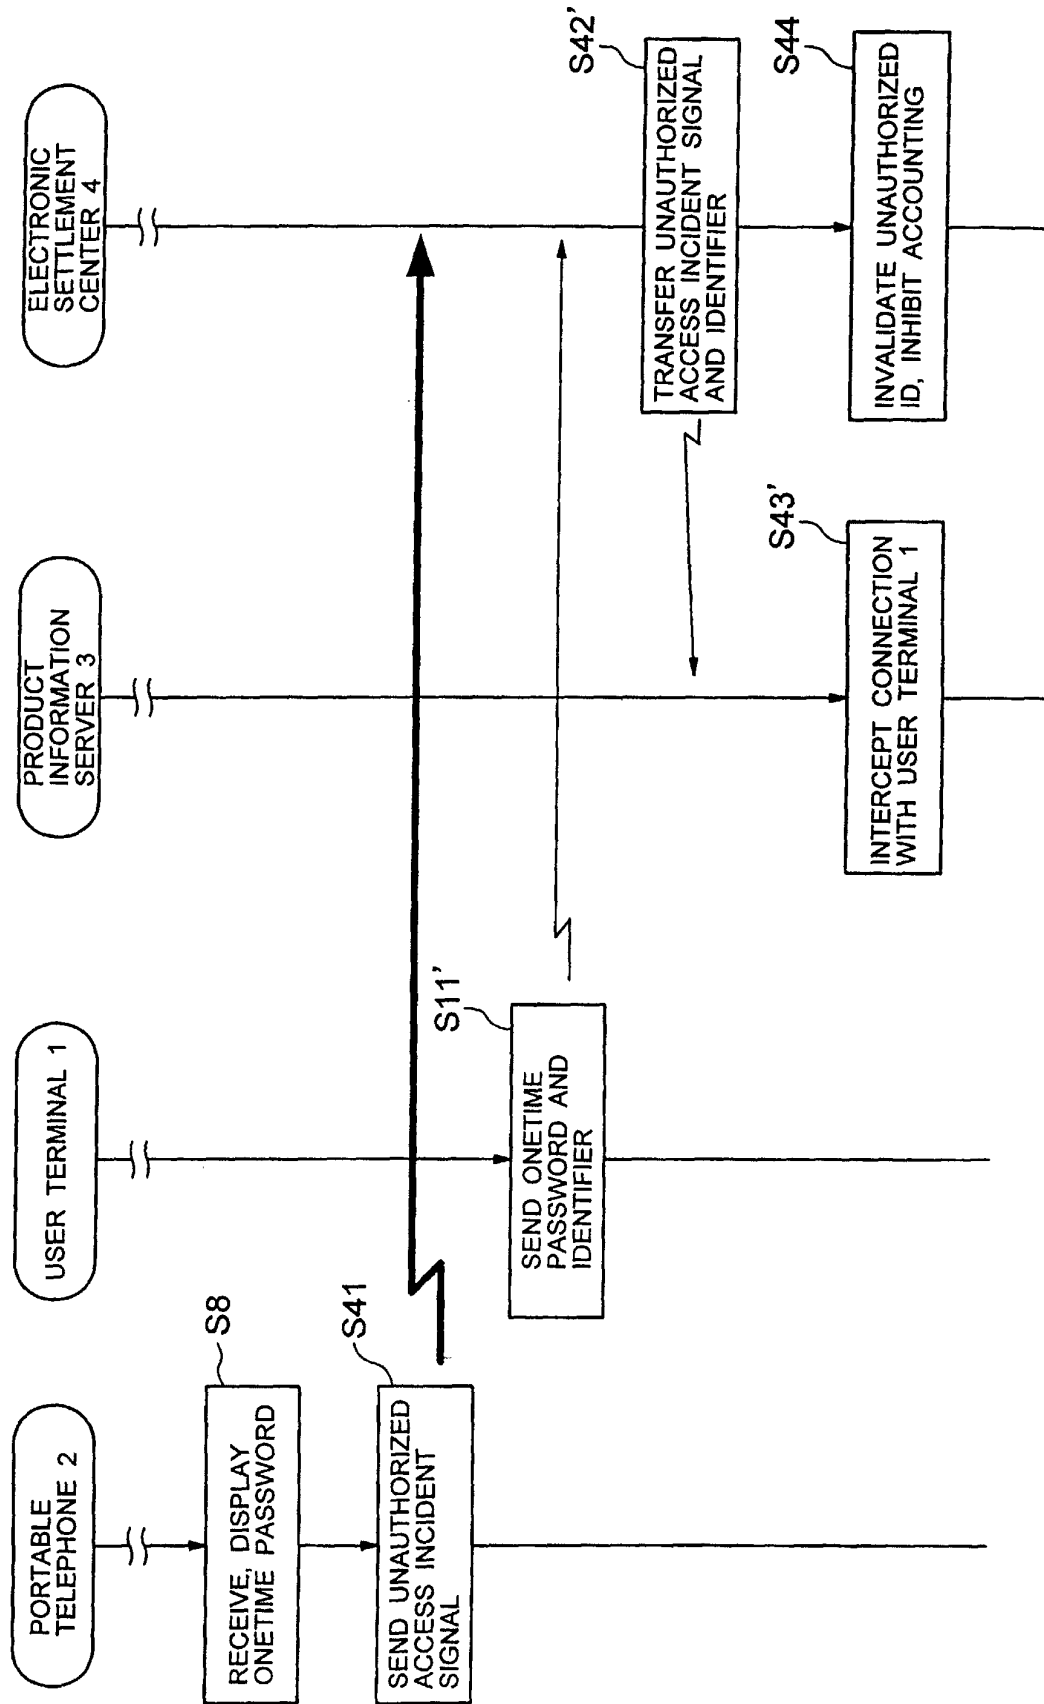 PORTABLE
TELEPHONE 2
USER TERMINAL 1
PRODUCT
INFORMATION
SERVER 3
ELECTRONIC
SETTLEMENT
CENTER 4
S8
RECEIVE, DISPLAY
ONETIME PASSWORD
S41
SEND UNAUTHORIZED
ACCESS INCIDENT
SIGNAL
S11'
SEND ONETIME
PASSWORD AND
IDENTIFIER
S42'
TRANSFER UNAUTHORIZED
ACCESS INCIDENT SIGNAL
AND IDENTIFIER
S43'
INTERCEPT CONNECTION
WITH USER TERMINAL 1
S44
INVALIDATE UNAUTHORIZED
ID, INHIBIT ACCOUNTING